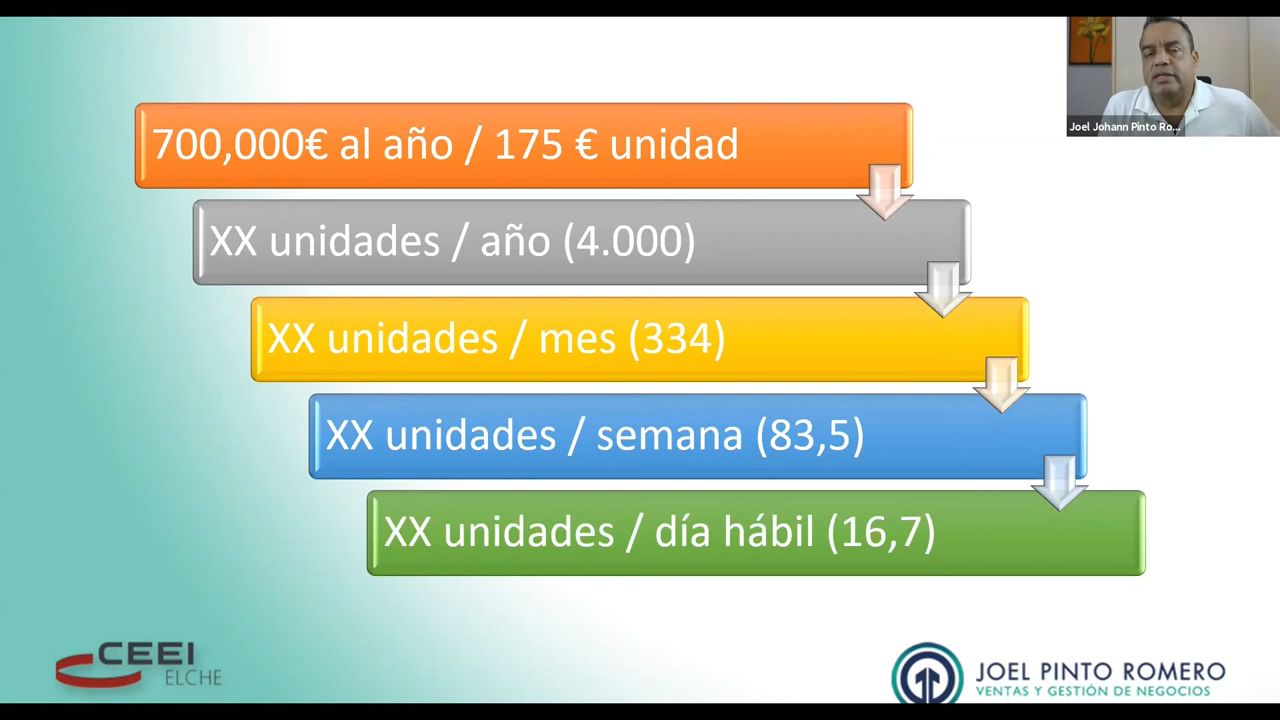 700,000€ al año / 175 € unidad
XX unidades / año (4.000)
XX unidades / mes (334)
XX unidades / semana (83,5)
XX unidades / día hábil (16,7)
Joel Johann Pinto Ro...
CEEI
ELCHE
JOEL PINTO ROMERO
VENTAS Y GESTIÓN DE NEGOCIOS